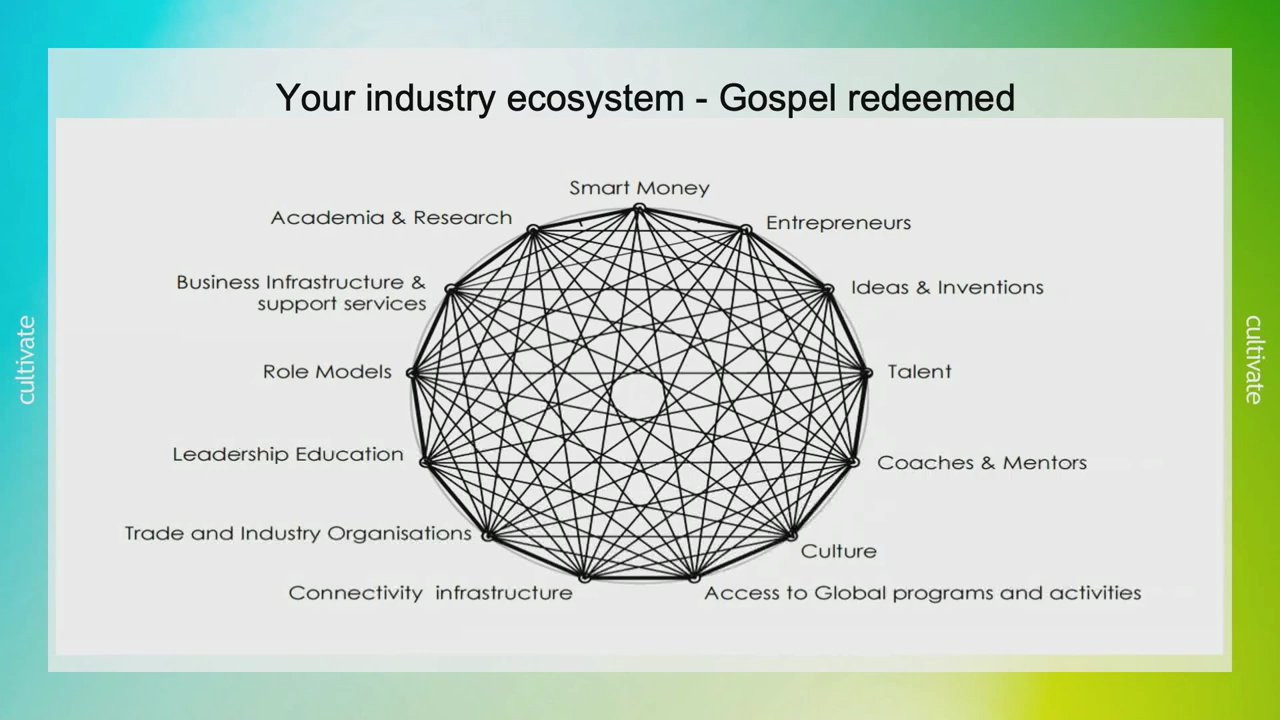 Your industry ecosystem - Gospel redeemed
Smart Money
Academia & Research
Entrepreneurs
Business Infrastructure &
support services
Ideas & Inventions
Role Models
Talent
Leadership Education
Coaches & Mentors
Trade and Industry Organisations
Culture
Connectivity infrastructure
Access to Global programs and activities
cultivate
cultivate